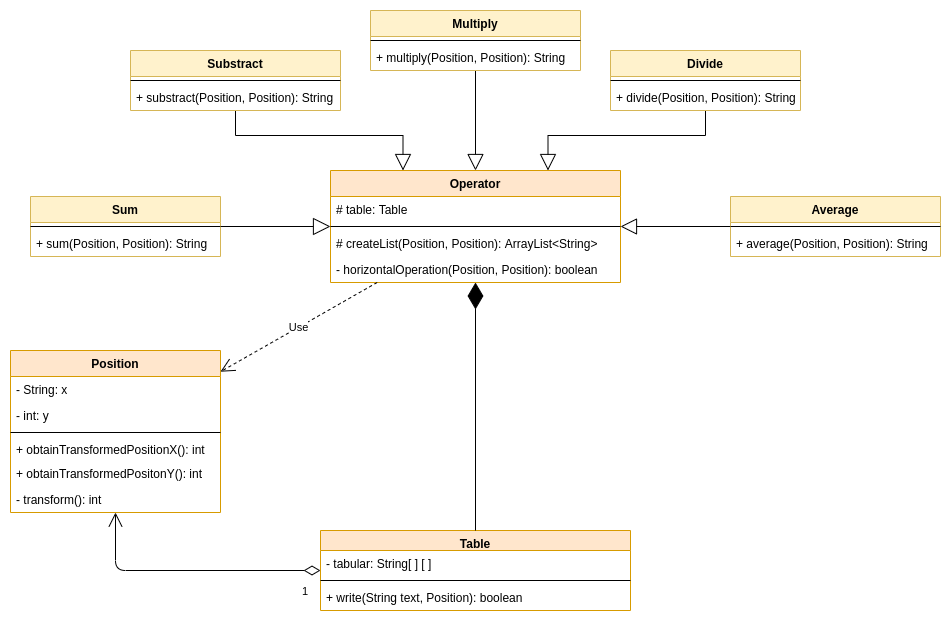 Multiply
+ multiply(Position, Position): String
Substract
+ substract(Position, Position): String
Divide
+ divide(Position, Position): String
Operator
# table: Table
# createList(Position, Position): ArrayList<String>
- horizontalOperation(Position, Position): boolean
Sum
+ sum(Position, Position): String
Average
+ average(Position, Position): String
Use
Position
- String: x
- int: y
+ obtainTransformedPositionX(): int
+ obtainTransformedPositonY(): int
- transform(): int
Table
- tabular: String[ ] [ ]
+ write(String text, Position): boolean
1